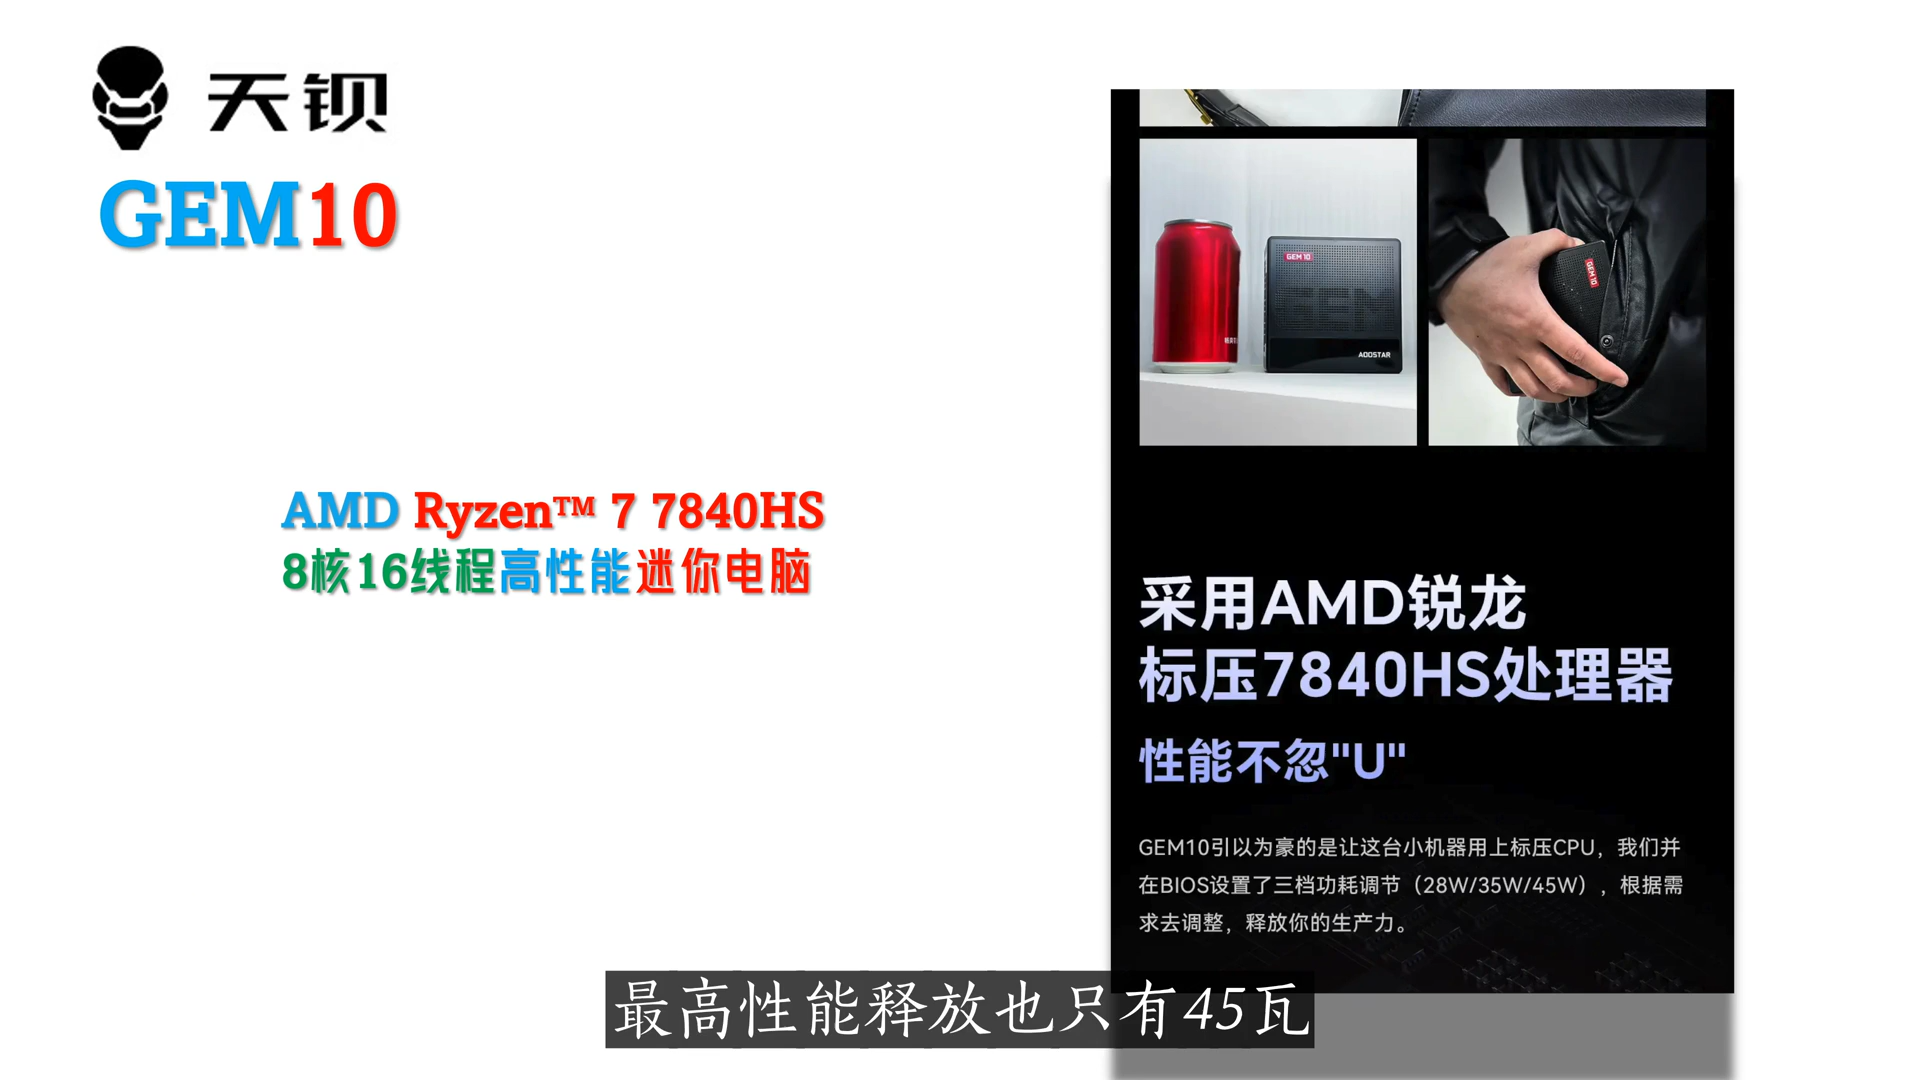 天钡
GEM10
AMD Ryzen™ 7 7840HS
8核16线程高性能迷你电脑
GEM 10
GEM
AOOSTAR
GEM 10
采用AMD锐龙
标压7840HS处理器
性能不忽"U"
GEM10引以为豪的是让这台小机器用上标压CPU，我们并
在BIOS设置了三档功耗调节（28W/35W/45W），根据需
求去调整，释放你的生产力。
最高性能释放也只有45瓦